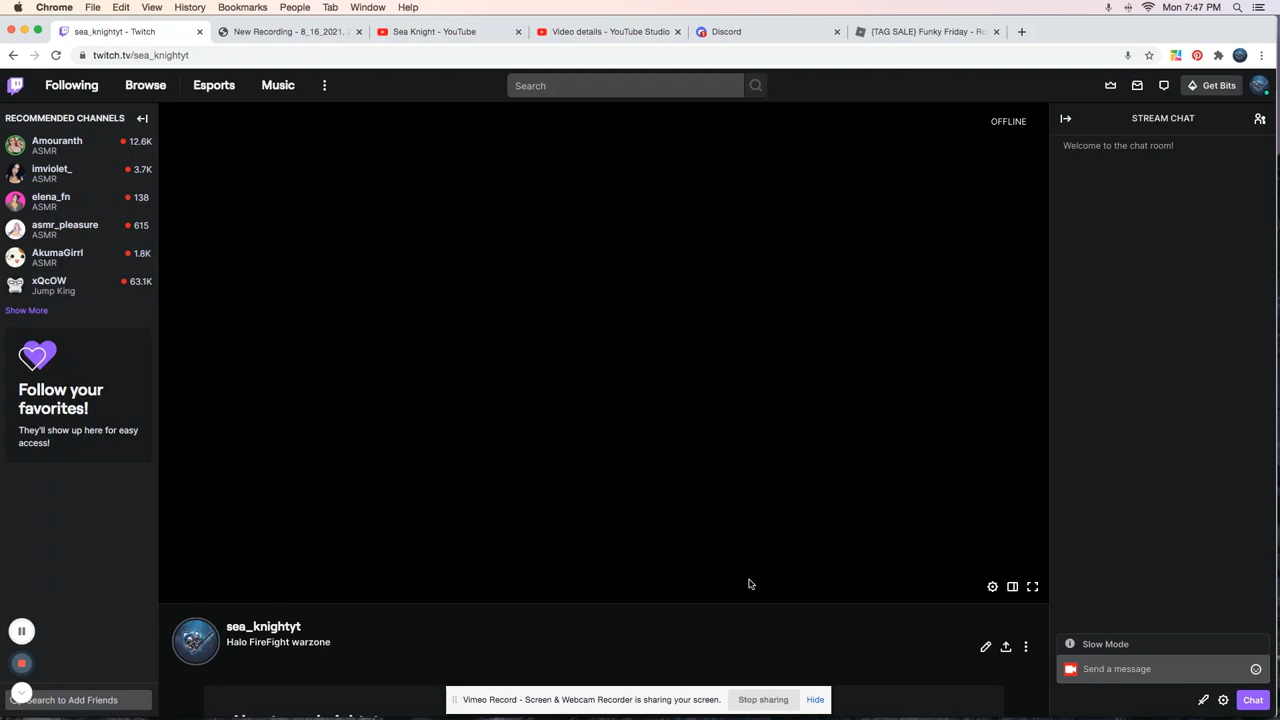 Chrome File Edit View History Bookmarks People Tab Window Help Mon 7:47 PM
sea_knightyt - Twitch New Recording - 8_16_2021, Sea Knight - YouTube Video details - YouTube Studio Discord {TAG SALE} Funky Friday - Ro
twitch.tv/sea_knightyt
Following Browse Esports Music Search Get Bits
RECOMMENDED CHANNELS
Amouranth 12.6K
ASMR
imviolet_ 3.7K
ASMR
elena_fn 138
ASMR
asmr_pleasure 615
ASMR
AkumaGirrl 1.8K
ASMR
xQcOW 63.1K
Jump King
Show More
Follow your
favorites!
They'll show up here for easy
access!
Search to Add Friends
OFFLINE
sea_knightyt
Halo FireFight warzone
Vimeo Record - Screen & Webcam Recorder is sharing your screen. Stop sharing Hide
STREAM CHAT
Welcome to the chat room!
Slow Mode
Send a message
Chat